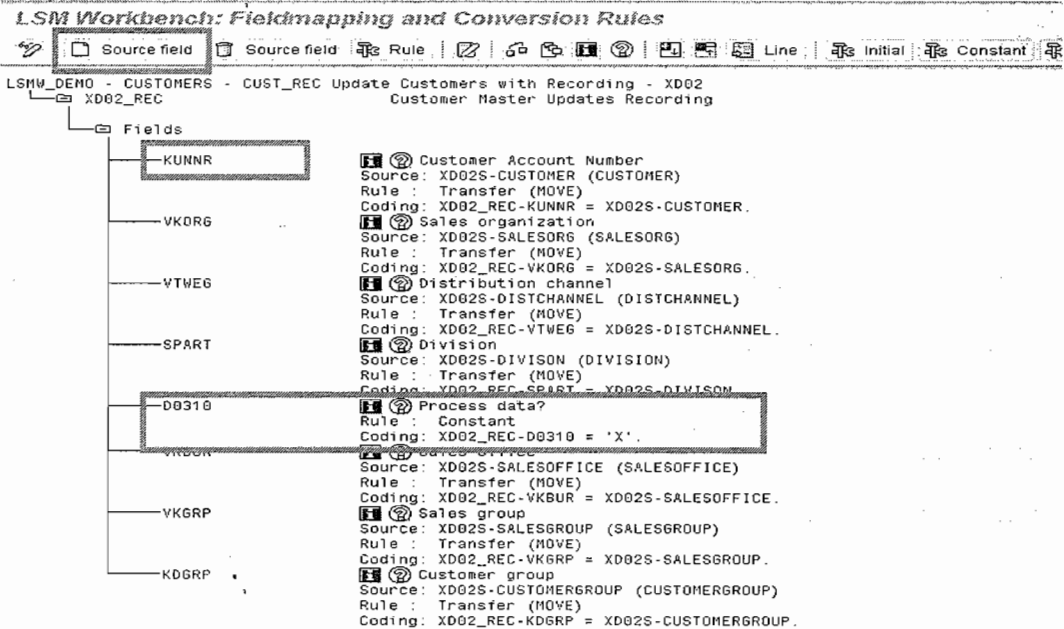 LSM Workbench: Fieldmapping and Conversion Rules
Source field Source field Rule Line Initial Constant
LSMW_DEMO - CUSTOMERS - CUST_REC Update Customers with Recording - XD02
XD02_REC Customer Master Updates Recording
Fields
KUNNR Customer Account Number
Source: XD02S-CUSTOMER (CUSTOMER)
Rule : Transfer (MOVE)
Coding: XD02_REC-KUNNR = XD02S-CUSTOMER.
VKORG Sales organization
Source: XD02S-SALESORG (SALESORG)
Rule : Transfer (MOVE)
Coding: XD02_REC-VKORG = XD02S-SALESORG.
VTWEG Distribution channel
Source: XD02S-DISTCHANNEL (DISTCHANNEL)
Rule : Transfer (MOVE)
Coding: XD02_REC-VTWEG = XD02S-DISTCHANNEL.
SPART Division
Source: XD02S-DIVISON (DIVISION)
Rule : Transfer (MOVE)
Coding: XD02_REC-SPART = XD02S-DIVISON
D0310 Process data?
Rule : Constant
Coding: XD02_REC-D0310 = 'X'.
Source: XD02S-SALESOFFICE (SALESOFFICE)
Rule : Transfer (MOVE)
Coding: XD02_REC-VKBUR = XD02S-SALESOFFICE.
VKGRP Sales group
Source: XD02S-SALESGROUP (SALESGROUP)
Rule : Transfer (MOVE)
Coding: XD02_REC-VKGRP = XD02S-SALESGROUP.
KDGRP Customer group
Source: XD02S-CUSTOMERGROUP (CUSTOMERGROUP)
Rule : Transfer (MOVE)
Coding: XD02_REC-KDGRP = XD02S-CUSTOMERGROUP.